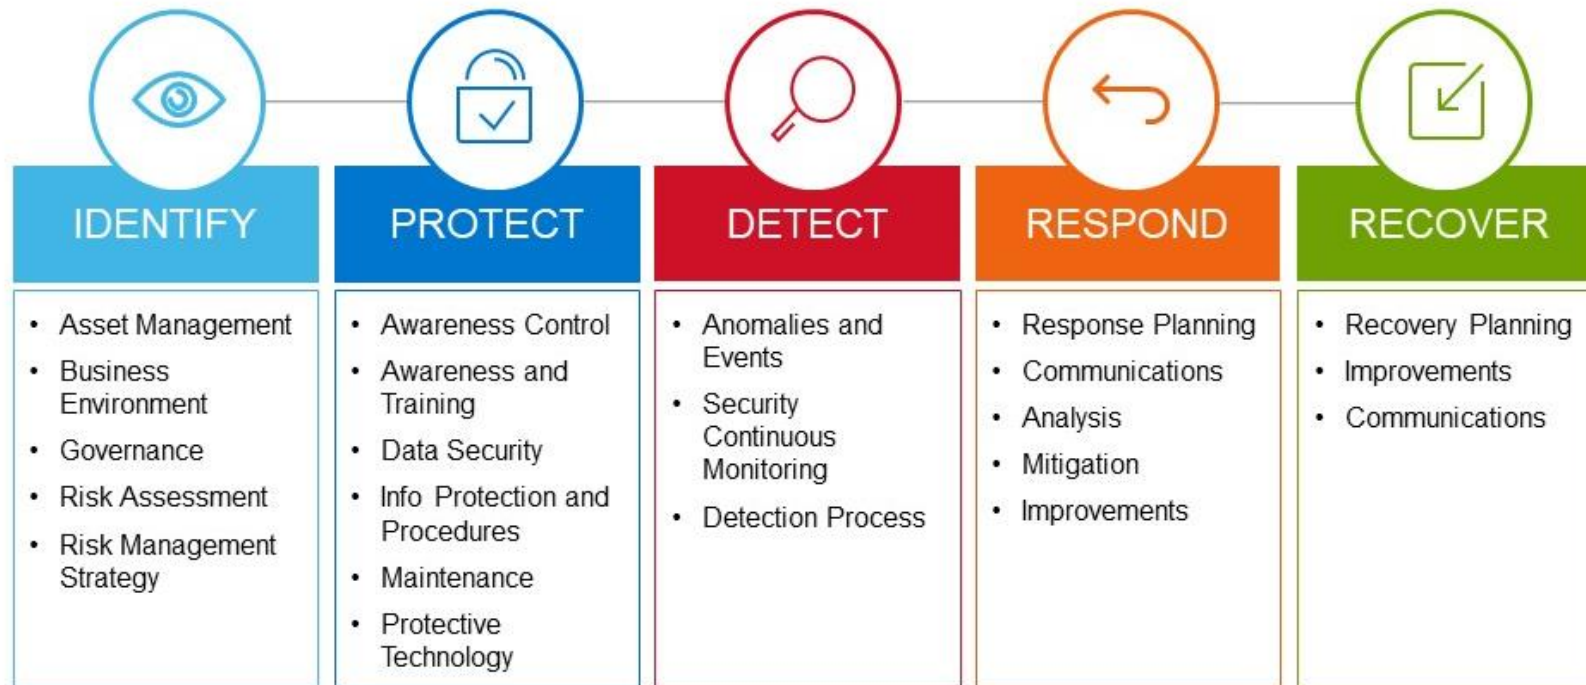 IDENTIFY
• Asset Management
• Business
Environment
• Governance
• Risk Assessment
• Risk Management
Strategy
PROTECT
• Awareness Control
• Awareness and
Training
• Data Security
• Info Protection and
Procedures
• Maintenance
• Protective
Technology
DETECT
• Anomalies and
Events
• Security
Continuous
Monitoring
• Detection Process
RESPOND
• Response Planning
• Communications
• Analysis
• Mitigation
• Improvements
RECOVER
• Recovery Planning
• Improvements
• Communications